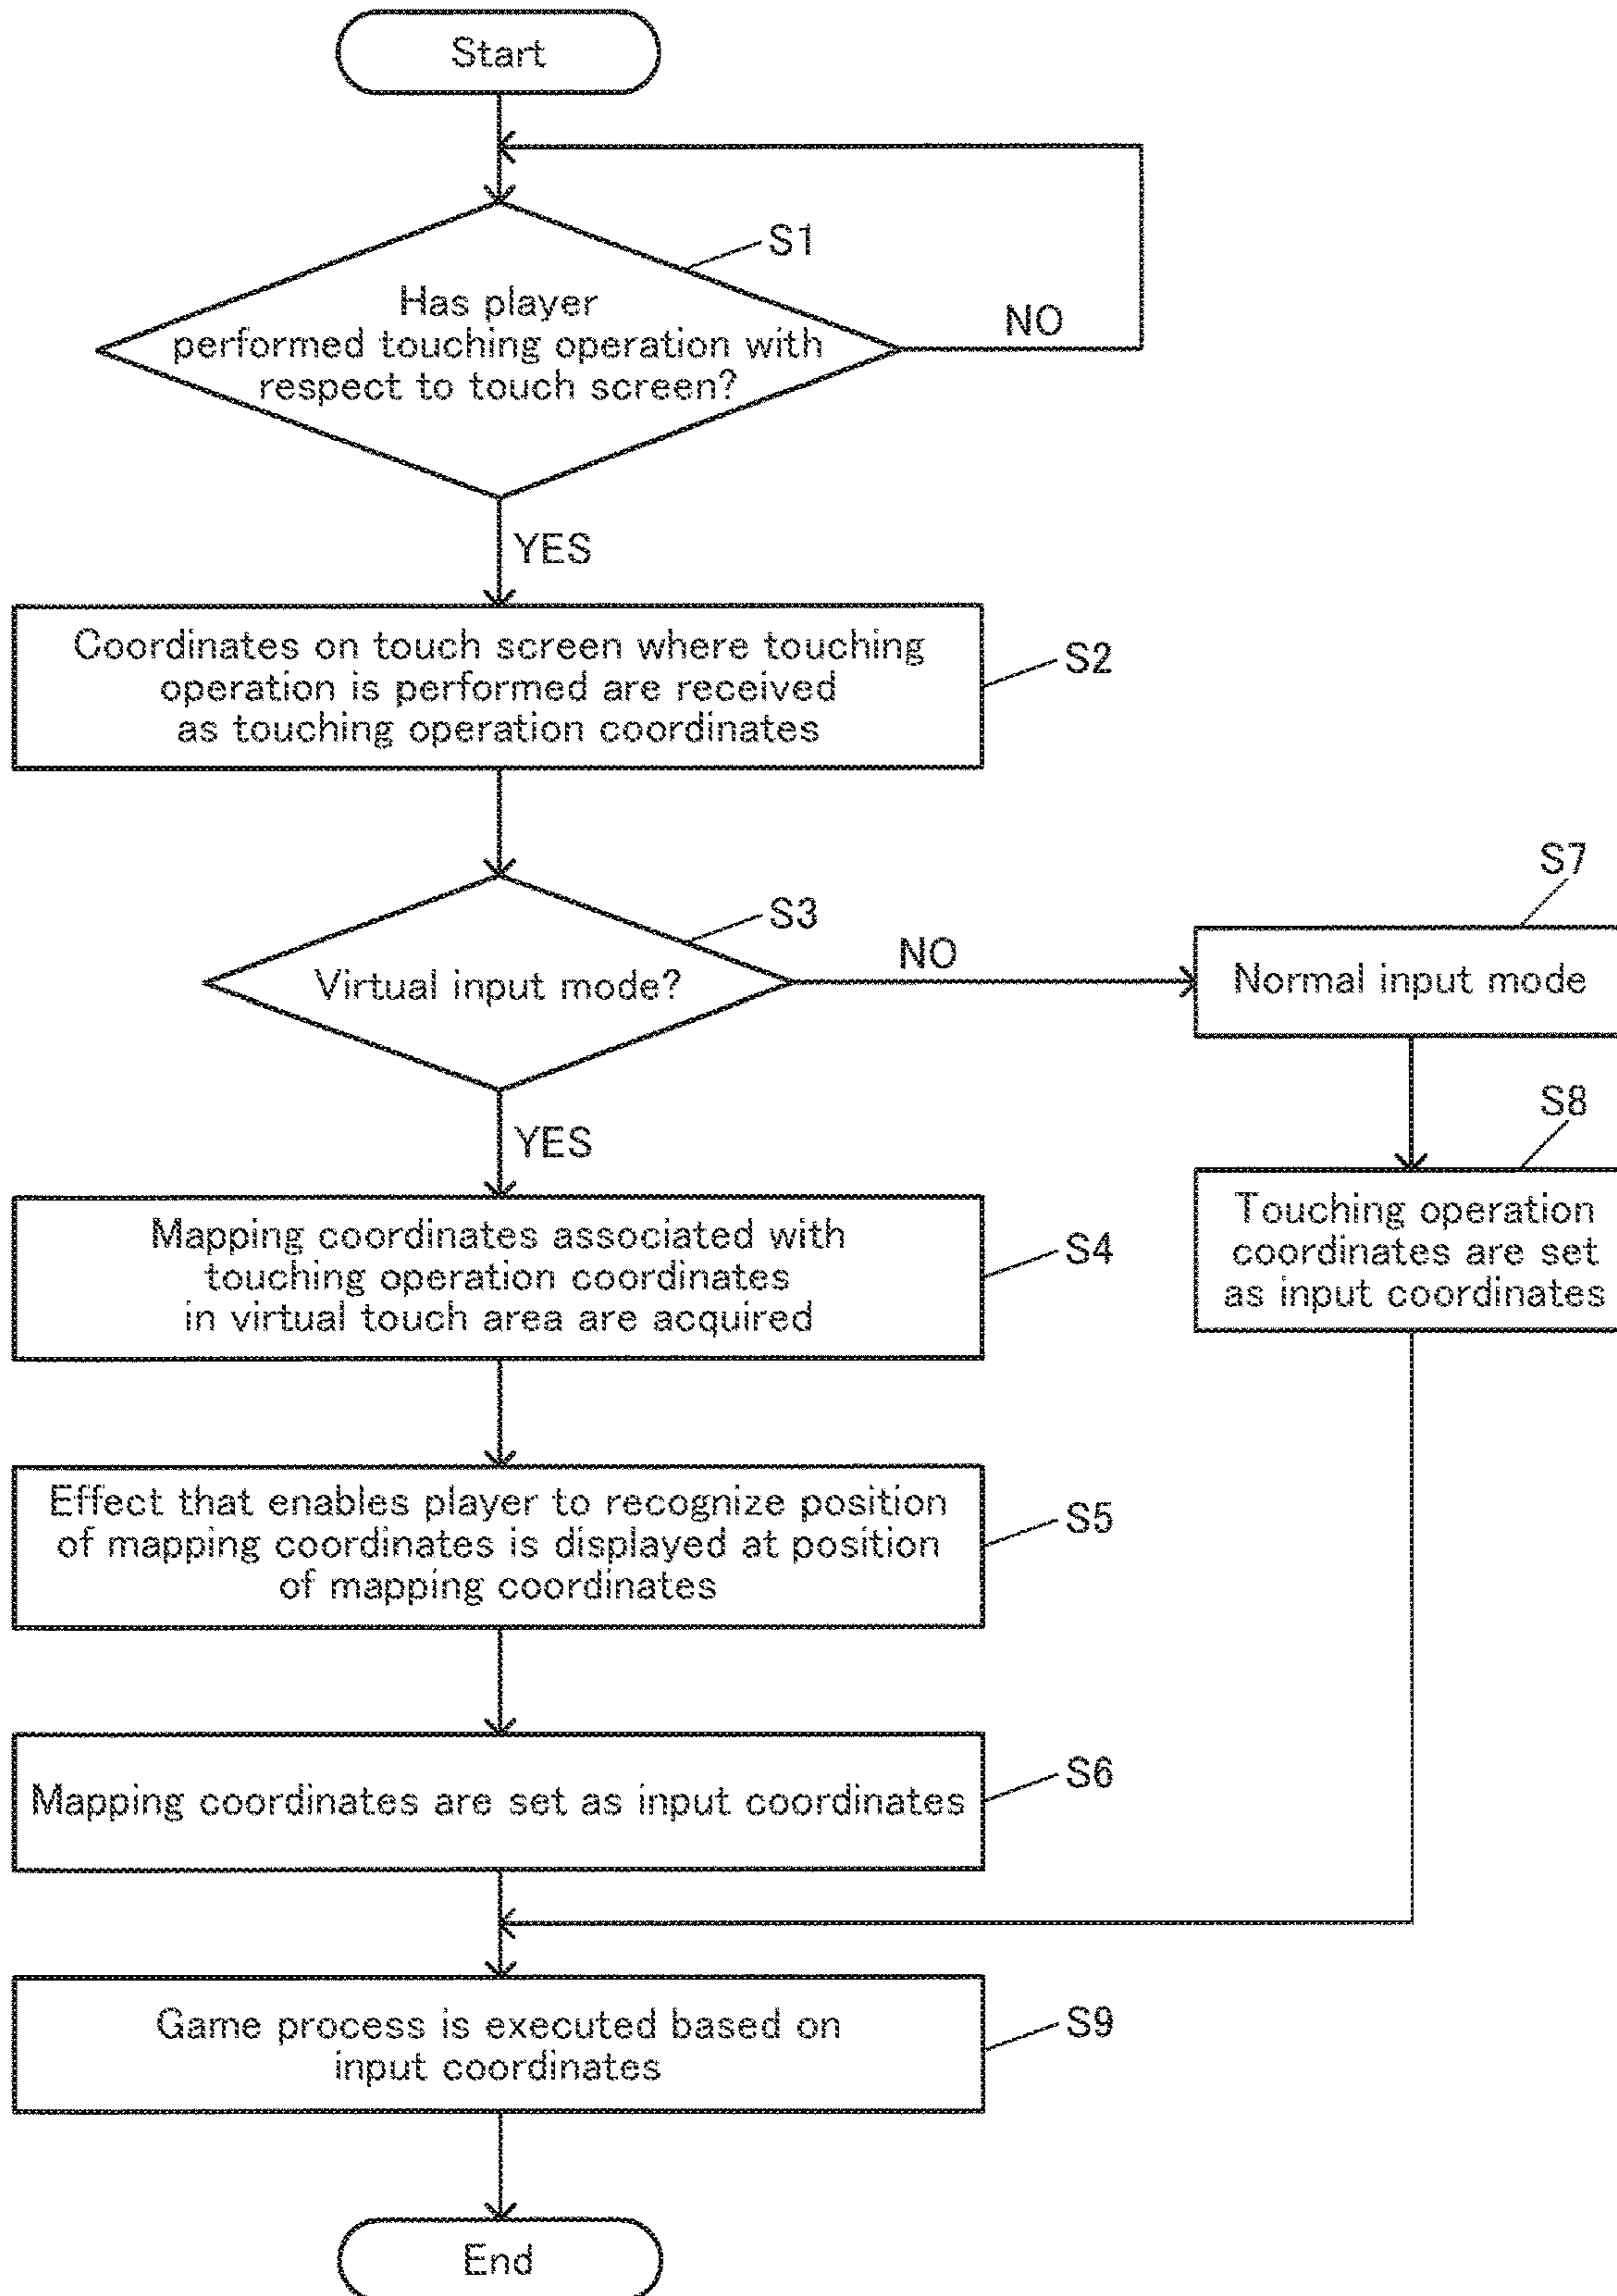 Start
S1
Has player
performed touching operation with
respect to touch screen?
NO
YES
Coordinates on touch screen where touching
operation is performed are received
as touching operation coordinates
S2
S3
Virtual input mode?
NO
S7
Normal input mode
YES
S8
Touching operation
coordinates are set
as input coordinates
Mapping coordinates associated with
touching operation coordinates
in virtual touch area are acquired
S4
Effect that enables player to recognize position
of mapping coordinates is displayed at position
of mapping coordinates
S5
Mapping coordinates are set as input coordinates
S6
Game process is executed based on
input coordinates
S9
End